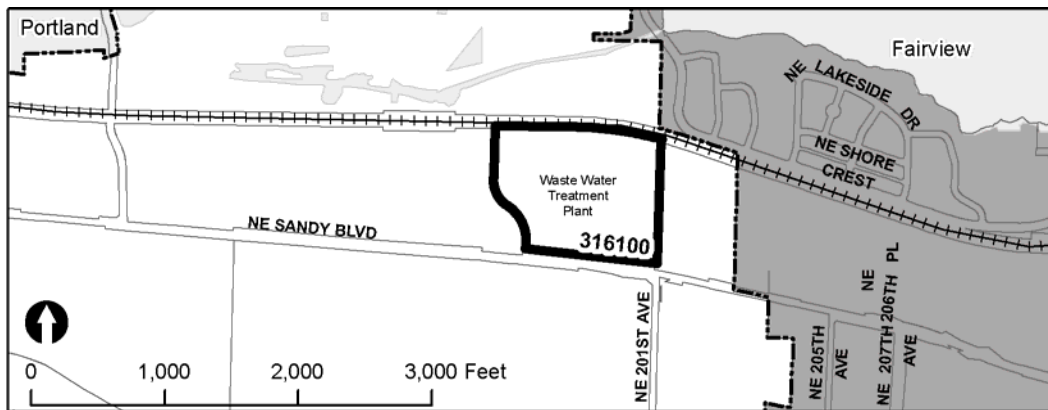 Portland
Fairview
NE LAKESIDE DR
NE SHORE
CREST
Waste Water
Treatment
Plant
316100
NE SANDY BLVD
NE 201ST AVE
NE 205TH
AVE
NE
206TH PL
NE 207TH
AVE
0
1,000
2,000
3,000 Feet